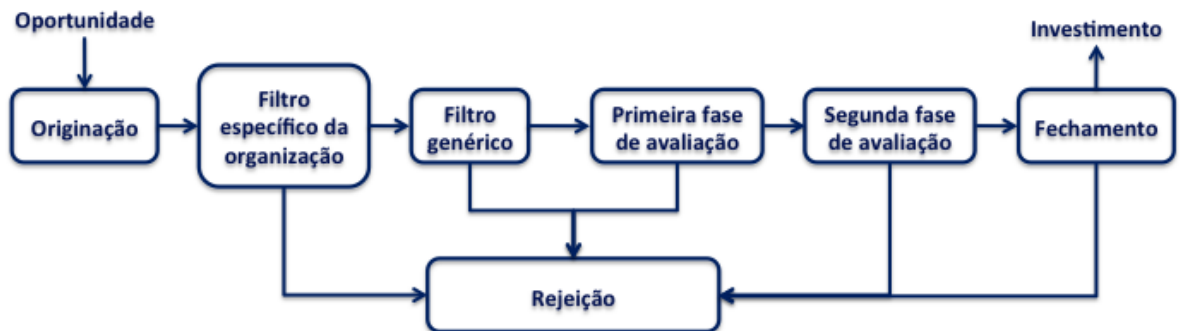 Oportunidade
Investimento
Originação
Filtro
específico da
organização
Filtro
genérico
Primeira fase
de avaliação
Segunda fase
de avaliação
Fechamento
Rejeição